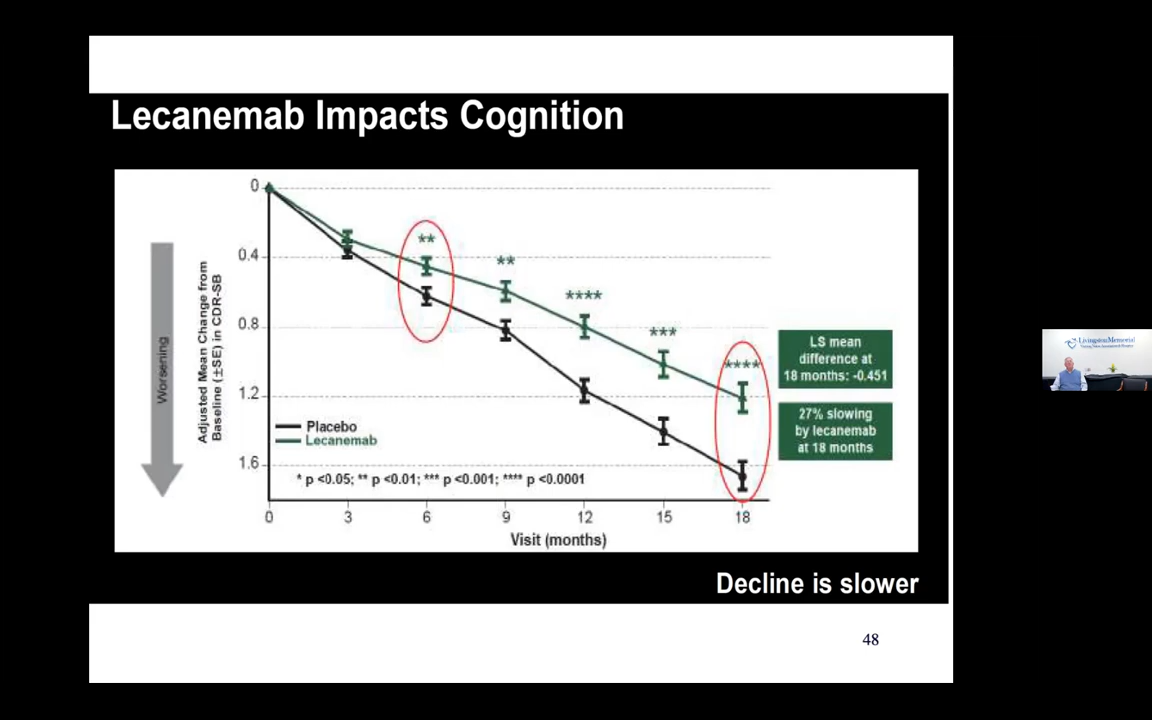 Lecanemab Impacts Cognition
0
0.4
0.8
1.2
1.6
Worsening
Adjusted Mean Change from
Baseline (±SE) in CDR-SB
**
**
****
***
****
LS mean
difference at
18 months: -0.451
27% slowing
by lecanemab
at 18 months
Placebo
Lecanemab
* p <0.05; ** p <0.01; *** p <0.001; **** p <0.0001
0 3 6 9 12 15 18
Visit (months)
Decline is slower
48
LivingstonMemorial